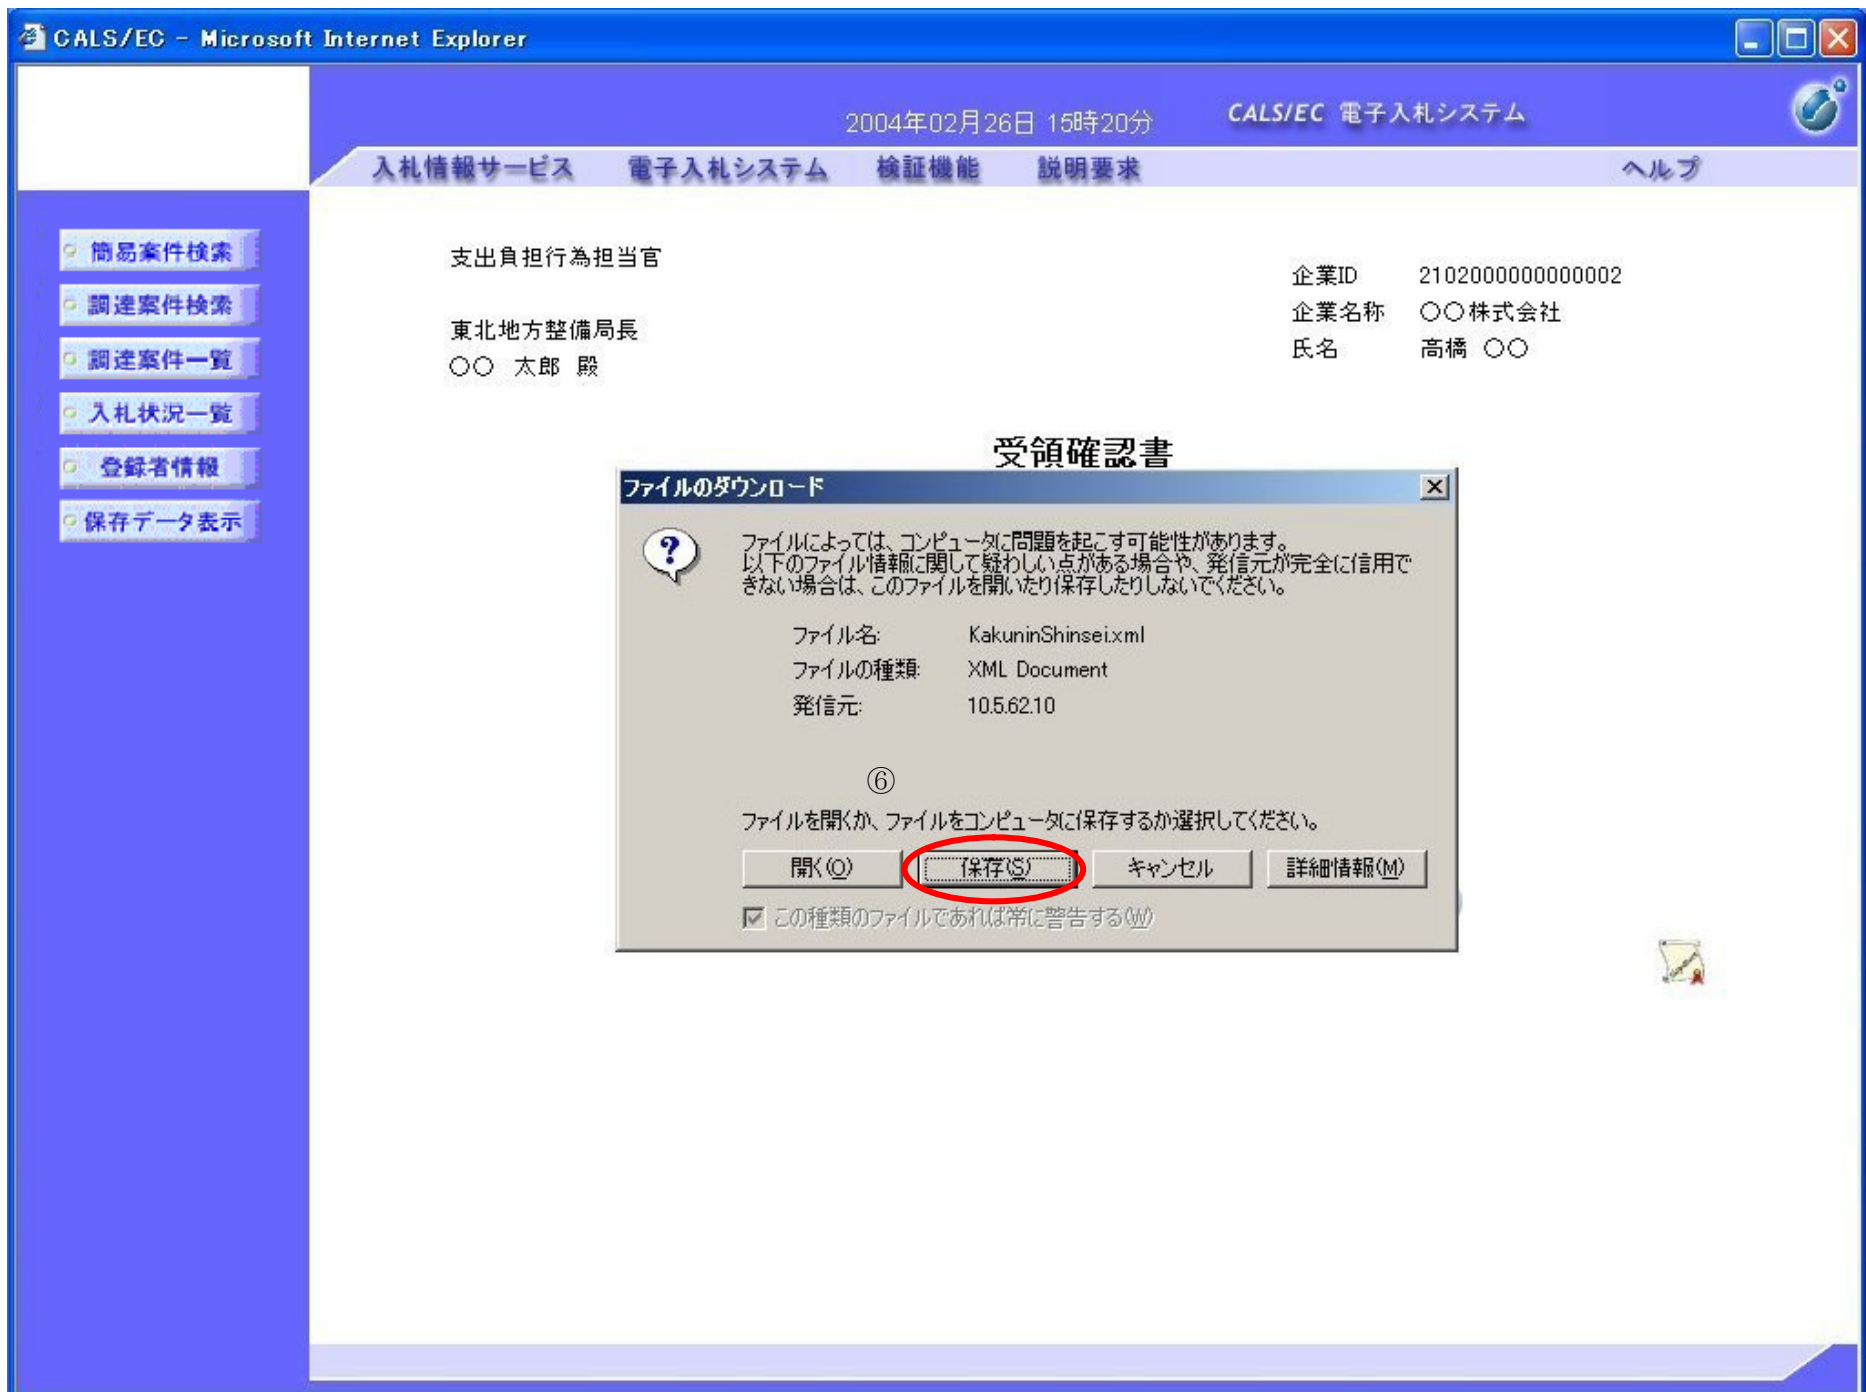 CALS/EC - Microsoft Internet Explorer
2004年02月26日 15時20分
CALS/EC 電子入札システム
入札情報サービス 電子入札システム 検証機能 説明要求 ヘルプ
簡易案件検索
調達案件検索
調達案件一覧
入札状況一覧
登録者情報
保存データ表示
支出負担行為担当官
東北地方整備局長
〇〇 太郎 殿
企業ID 2102000000000002
企業名称 〇〇株式会社
氏名 高橋 〇〇
受領確認書
ファイルのダウンロード
ファイルによっては、コンピュータに問題を起こす可能性があります。
以下のファイル情報に関して疑わしい点がある場合や、発信元が完全に信用で
きない場合は、このファイルを開いたり保存したりしないでください。
ファイル名: KakuninShinsei.xml
ファイルの種類: XML Document
発信元: 10.5.62.10
⑥
ファイルを開くか、ファイルをコンピュータに保存するか選択してください。
開く(O) 保存(S) キャンセル 詳細情報(M)
この種類のファイルであれば常に警告する(W)